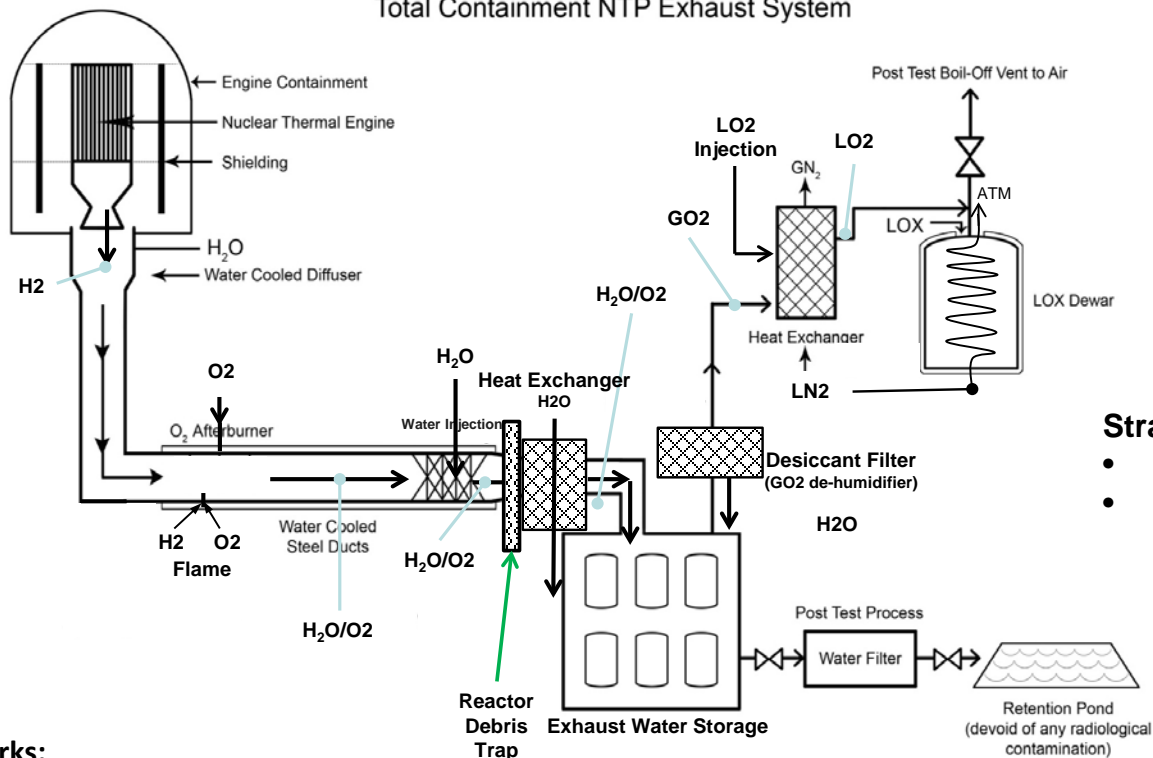 Total Containment NTP Exhaust System
Engine Containment
Nuclear Thermal Engine
Shielding
H₂O
Water Cooled Diffuser
H2
O2
O₂ Afterburner
H2 O2
Flame
Water Cooled
Steel Ducts
H₂O/O2
H₂O
Water Injection
H₂O/O2
Heat Exchanger
H2O
H₂O/O2
Reactor
Debris
Trap
Exhaust Water Storage
Desiccant Filter
(GO2 de-humidifier)
H2O
GO2
LO2
Injection
GN₂
LO2
Heat Exchanger
LN2
Post Test Boil-Off Vent to Air
ATM
LOX
LOX Dewar
Post Test Process
Water Filter
Retention Pond
(devoid of any radiological
contamination)
Stra
•
•
rks: